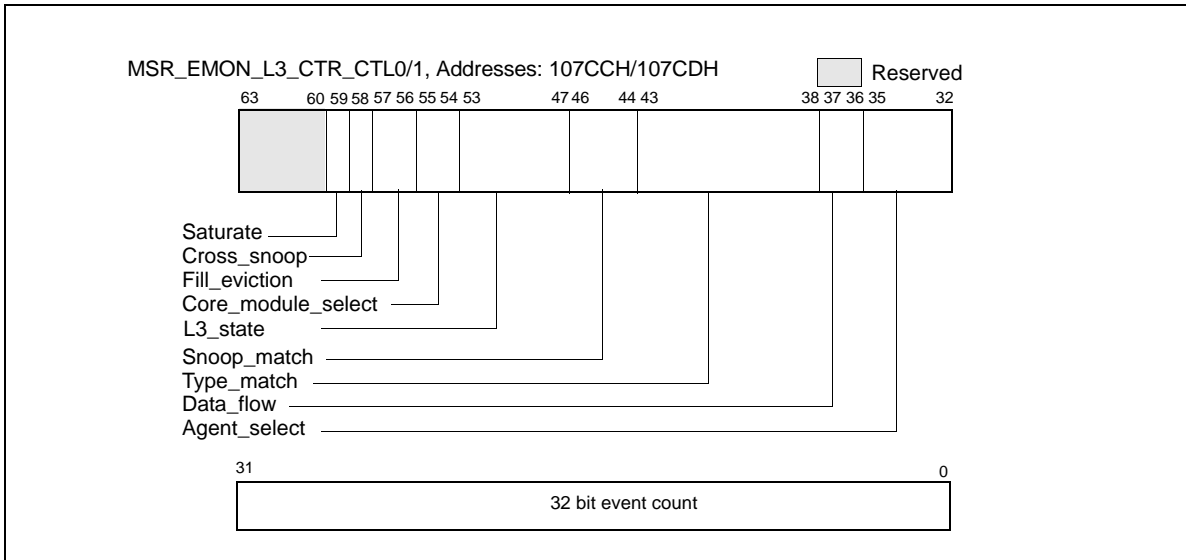 MSR_EMON_L3_CTR_CTL0/1, Addresses: 107CCH/107CDH
Reserved
63 60 59 58 57 56 55 54 53 47 46 44 43 38 37 36 35 32
Saturate
Cross_snoop
Fill_eviction
Core_module_select
L3_state
Snoop_match
Type_match
Data_flow
Agent_select
31 0
32 bit event count